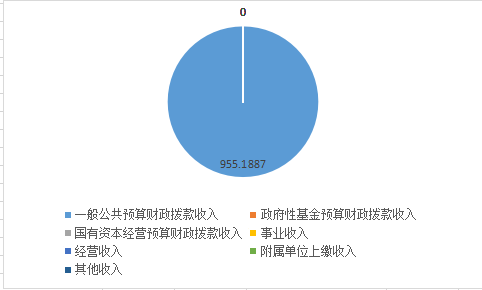 0
955.1887
一般公共预算财政拨款收入 政府性基金预算财政拨款收入
国有资本经营预算财政拨款收入 事业收入
经营收入 附属单位上缴收入
其他收入